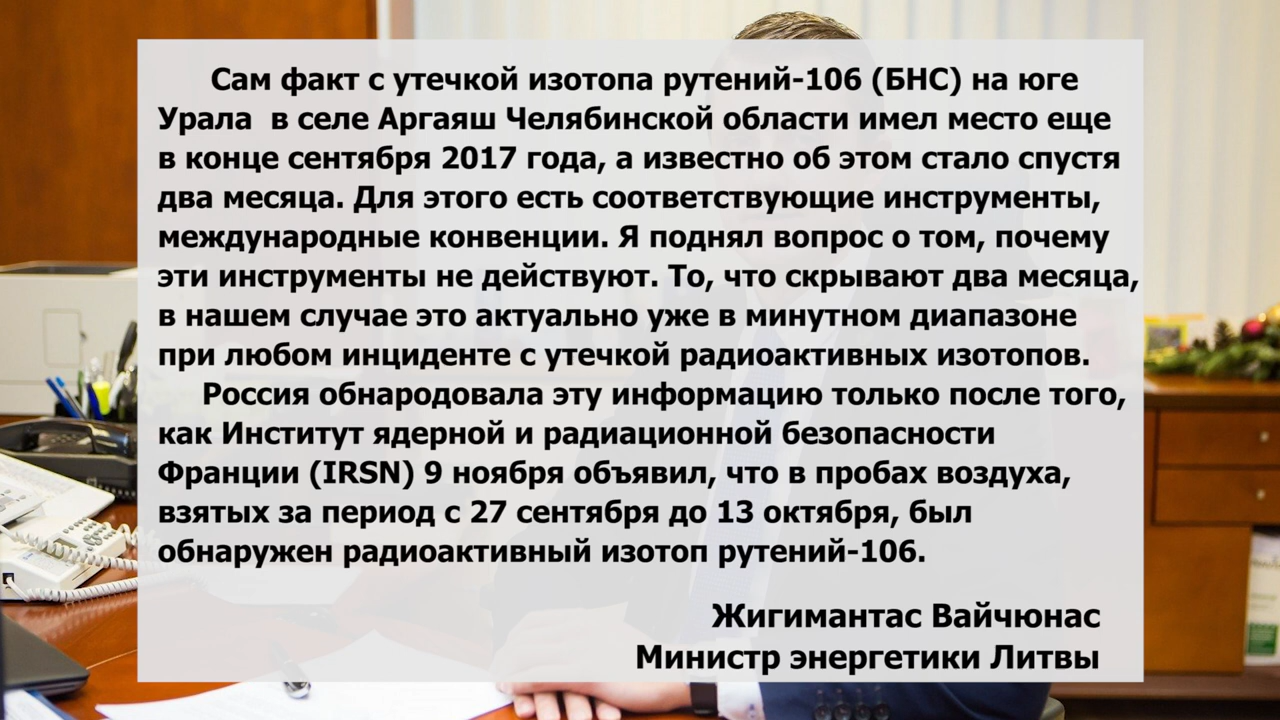 Сам факт с утечкой изотопа рутений-106 (БНС) на юге
Урала в селе Аргаяш Челябинской области имел место еще
в конце сентября 2017 года, а известно об этом стало спустя
два месяца. Для этого есть соответствующие инструменты,
международные конвенции. Я поднял вопрос о том, почему
эти инструменты не действуют. То, что скрывают два месяца,
в нашем случае это актуально уже в минутном диапазоне
при любом инциденте с утечкой радиоактивных изотопов.
Россия обнародовала эту информацию только после того,
как Институт ядерной и радиационной безопасности
Франции (IRSN) 9 ноября объявил, что в пробах воздуха,
взятых за период с 27 сентября до 13 октября, был
обнаружен радиоактивный изотоп рутений-106.
Жигимантас Вайчюнас
Министр энергетики Литвы